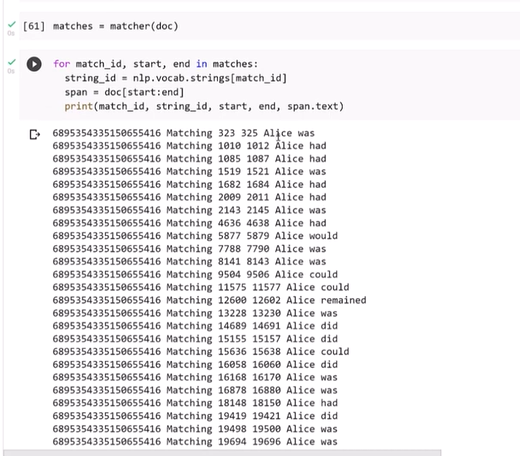 [61] matches = matcher(doc)
0s
for match_id, start, end in matches:
0s
string_id = nlp.vocab.strings[match_id]
span = doc[start:end]
print(match_id, string_id, start, end, span.text)
6895354335150655416 Matching 323 325 Alice was
6895354335150655416 Matching 1010 1012 Alice had
6895354335150655416 Matching 1085 1087 Alice had
6895354335150655416 Matching 1519 1521 Alice was
6895354335150655416 Matching 1682 1684 Alice had
6895354335150655416 Matching 2009 2011 Alice had
6895354335150655416 Matching 2143 2145 Alice was
6895354335150655416 Matching 4636 4638 Alice had
6895354335150655416 Matching 5877 5879 Alice would
6895354335150655416 Matching 7788 7790 Alice was
6895354335150655416 Matching 8141 8143 Alice was
6895354335150655416 Matching 9504 9506 Alice could
6895354335150655416 Matching 11575 11577 Alice could
6895354335150655416 Matching 12600 12602 Alice remained
6895354335150655416 Matching 13228 13230 Alice was
6895354335150655416 Matching 14689 14691 Alice did
6895354335150655416 Matching 15155 15157 Alice did
6895354335150655416 Matching 15636 15638 Alice could
6895354335150655416 Matching 16058 16060 Alice did
6895354335150655416 Matching 16168 16170 Alice was
6895354335150655416 Matching 16878 16880 Alice was
6895354335150655416 Matching 18148 18150 Alice had
6895354335150655416 Matching 19419 19421 Alice did
6895354335150655416 Matching 19498 19500 Alice was
6895354335150655416 Matching 19694 19696 Alice was